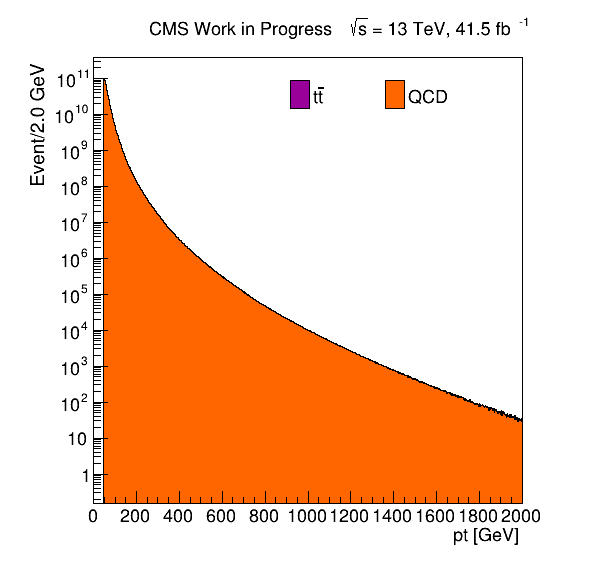 CMS Work in Progress √s = 13 TeV, 41.5 fb⁻¹
Event/2.0 GeV
tt̄
QCD
10¹¹
10¹⁰
10⁹
10⁸
10⁷
10⁶
10⁵
10⁴
10³
10²
10
1
0 200 400 600 800 1000 1200 1400 1600 1800 2000
pt [GeV]